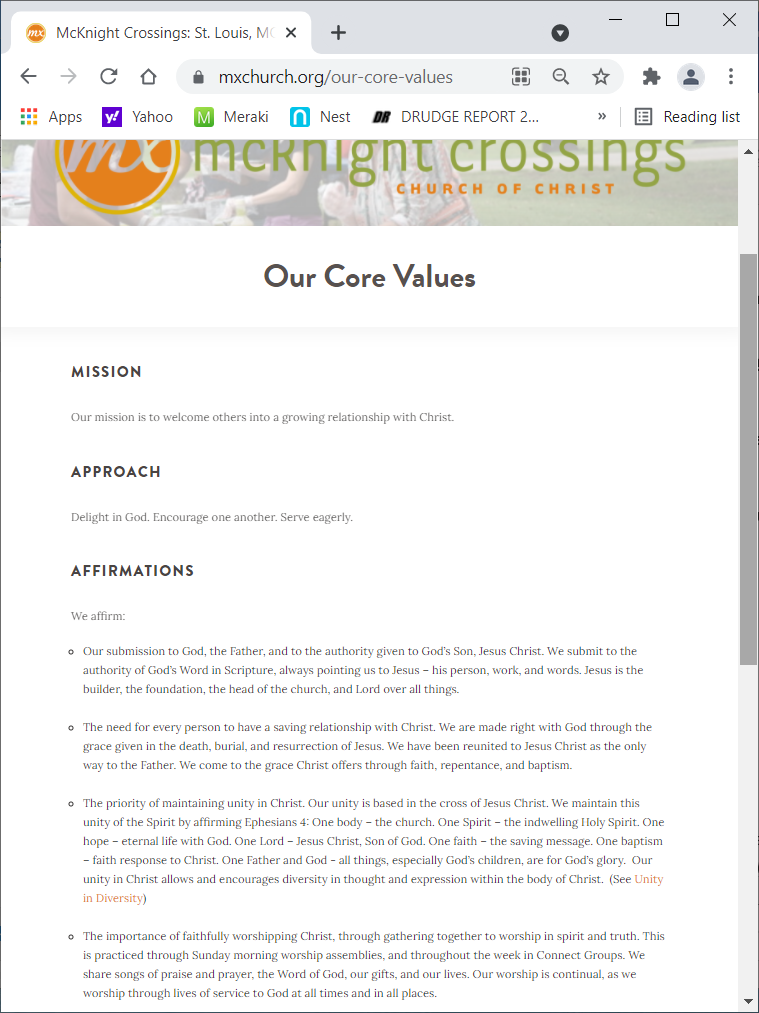 McKnight Crossings: St. Louis, MO
mxchurch.org/our-core-values
Apps Yahoo Meraki Nest DRUDGE REPORT 2... » Reading list
mx mcknight crossings
CHURCH OF CHRIST
Our Core Values
MISSION
Our mission is to welcome others into a growing relationship with Christ.
APPROACH
Delight in God. Encourage one another. Serve eagerly.
AFFIRMATIONS
We affirm:
Our submission to God, the Father, and to the authority given to God’s Son, Jesus Christ. We submit to the
authority of God’s Word in Scripture, always pointing us to Jesus – his person, work, and words. Jesus is the
builder, the foundation, the head of the church, and Lord over all things.
The need for every person to have a saving relationship with Christ. We are made right with God through the
grace given in the death, burial, and resurrection of Jesus. We have been reunited to Jesus Christ as the only
way to the Father. We come to the grace Christ offers through faith, repentance, and baptism.
The priority of maintaining unity in Christ. Our unity is based in the cross of Jesus Christ. We maintain this
unity of the Spirit by affirming Ephesians 4: One body – the church. One Spirit – the indwelling Holy Spirit. One
hope – eternal life with God. One Lord – Jesus Christ, Son of God. One faith – the saving message. One baptism
– faith response to Christ. One Father and God - all things, especially God’s children, are for God’s glory.  Our
unity in Christ allows and encourages diversity in thought and expression within the body of Christ.  (See Unity
in Diversity)
The importance of faithfully worshipping Christ, through gathering together to worship in spirit and truth. This
is practiced through Sunday morning worship assemblies, and throughout the week in Connect Groups. We
share songs of praise and prayer, the Word of God, our gifts, and our lives. Our worship is continual, as we
worship through lives of service to God at all times and in all places.